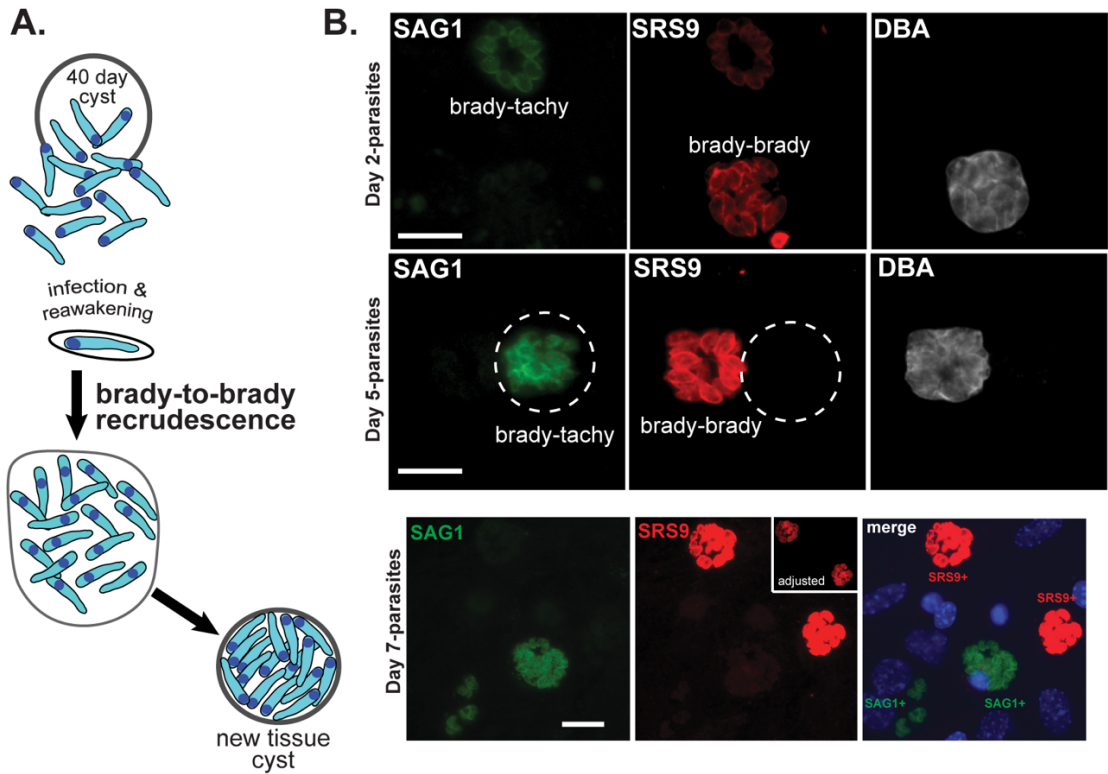 A.
40 day
cyst
infection &
reawakening
brady-to-brady
recrudescence
new tissue
cyst
B.
Day 2-parasites
SAG1
brady-tachy
SRS9
brady-brady
DBA
Day 5-parasites
SAG1
brady-tachy
SRS9
brady-brady
DBA
Day 7-parasites
SAG1
SRS9
adjusted
merge
SRS9+
SRS9+
SAG1+
SAG1+